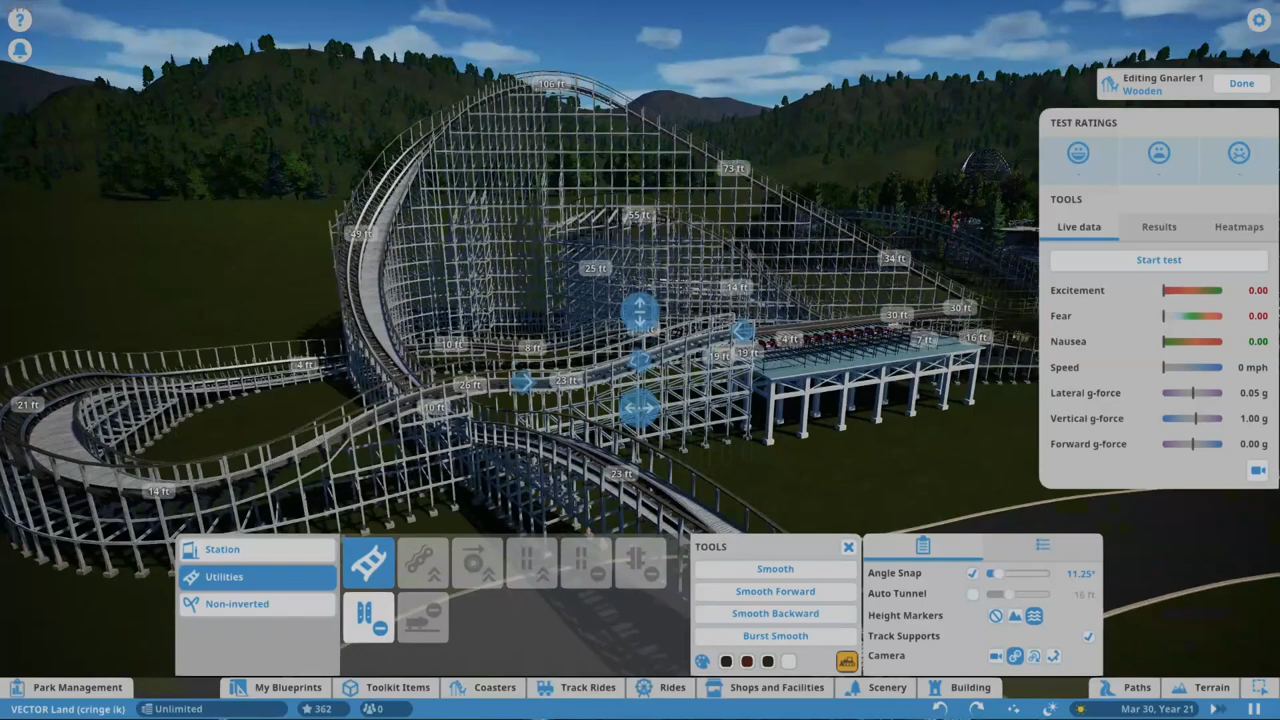 ?
106 ft
Editing Gnarler 1
Wooden
Done
TEST RATINGS
73 ft
-
-
-
TOOLS
55 ft
Live data
Results
Heatmaps
49 ft
34 ft
Start test
25 ft
14 ft
Excitement
0.00
30 ft
30 ft
Fear
0.00
10 ft
8 ft
4 ft
7 ft
16 ft
Nausea
0.00
19 ft
19 ft
4 ft
Speed
0 mph
26 ft
23 ft
Lateral g-force
0.05 g
21 ft
10 ft
Vertical g-force
1.00 g
Forward g-force
0.00 g
23 ft
14 ft
Station
Utilities
Non-inverted
TOOLS
Smooth
Smooth Forward
Smooth Backward
Burst Smooth
Angle Snap
11.25°
Auto Tunnel
16 ft
Height Markers
Track Supports
Camera
Park Management
My Blueprints
Toolkit Items
Coasters
Track Rides
Rides
Shops and Facilities
Scenery
Building
Paths
Terrain
VECTOR Land (cringe ik)
Unlimited
362
0
Mar 30, Year 21